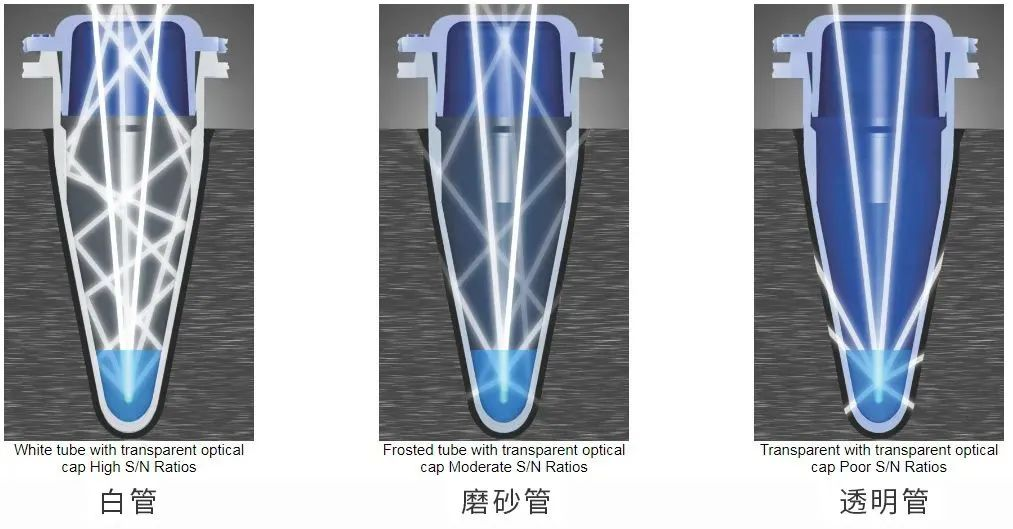 White tube with transparent optical
cap High S/N Ratios
白管
Frosted tube with transparent optical
cap Moderate S/N Ratios
磨砂管
Transparent with transparent optical
cap Poor S/N Ratios
透明管